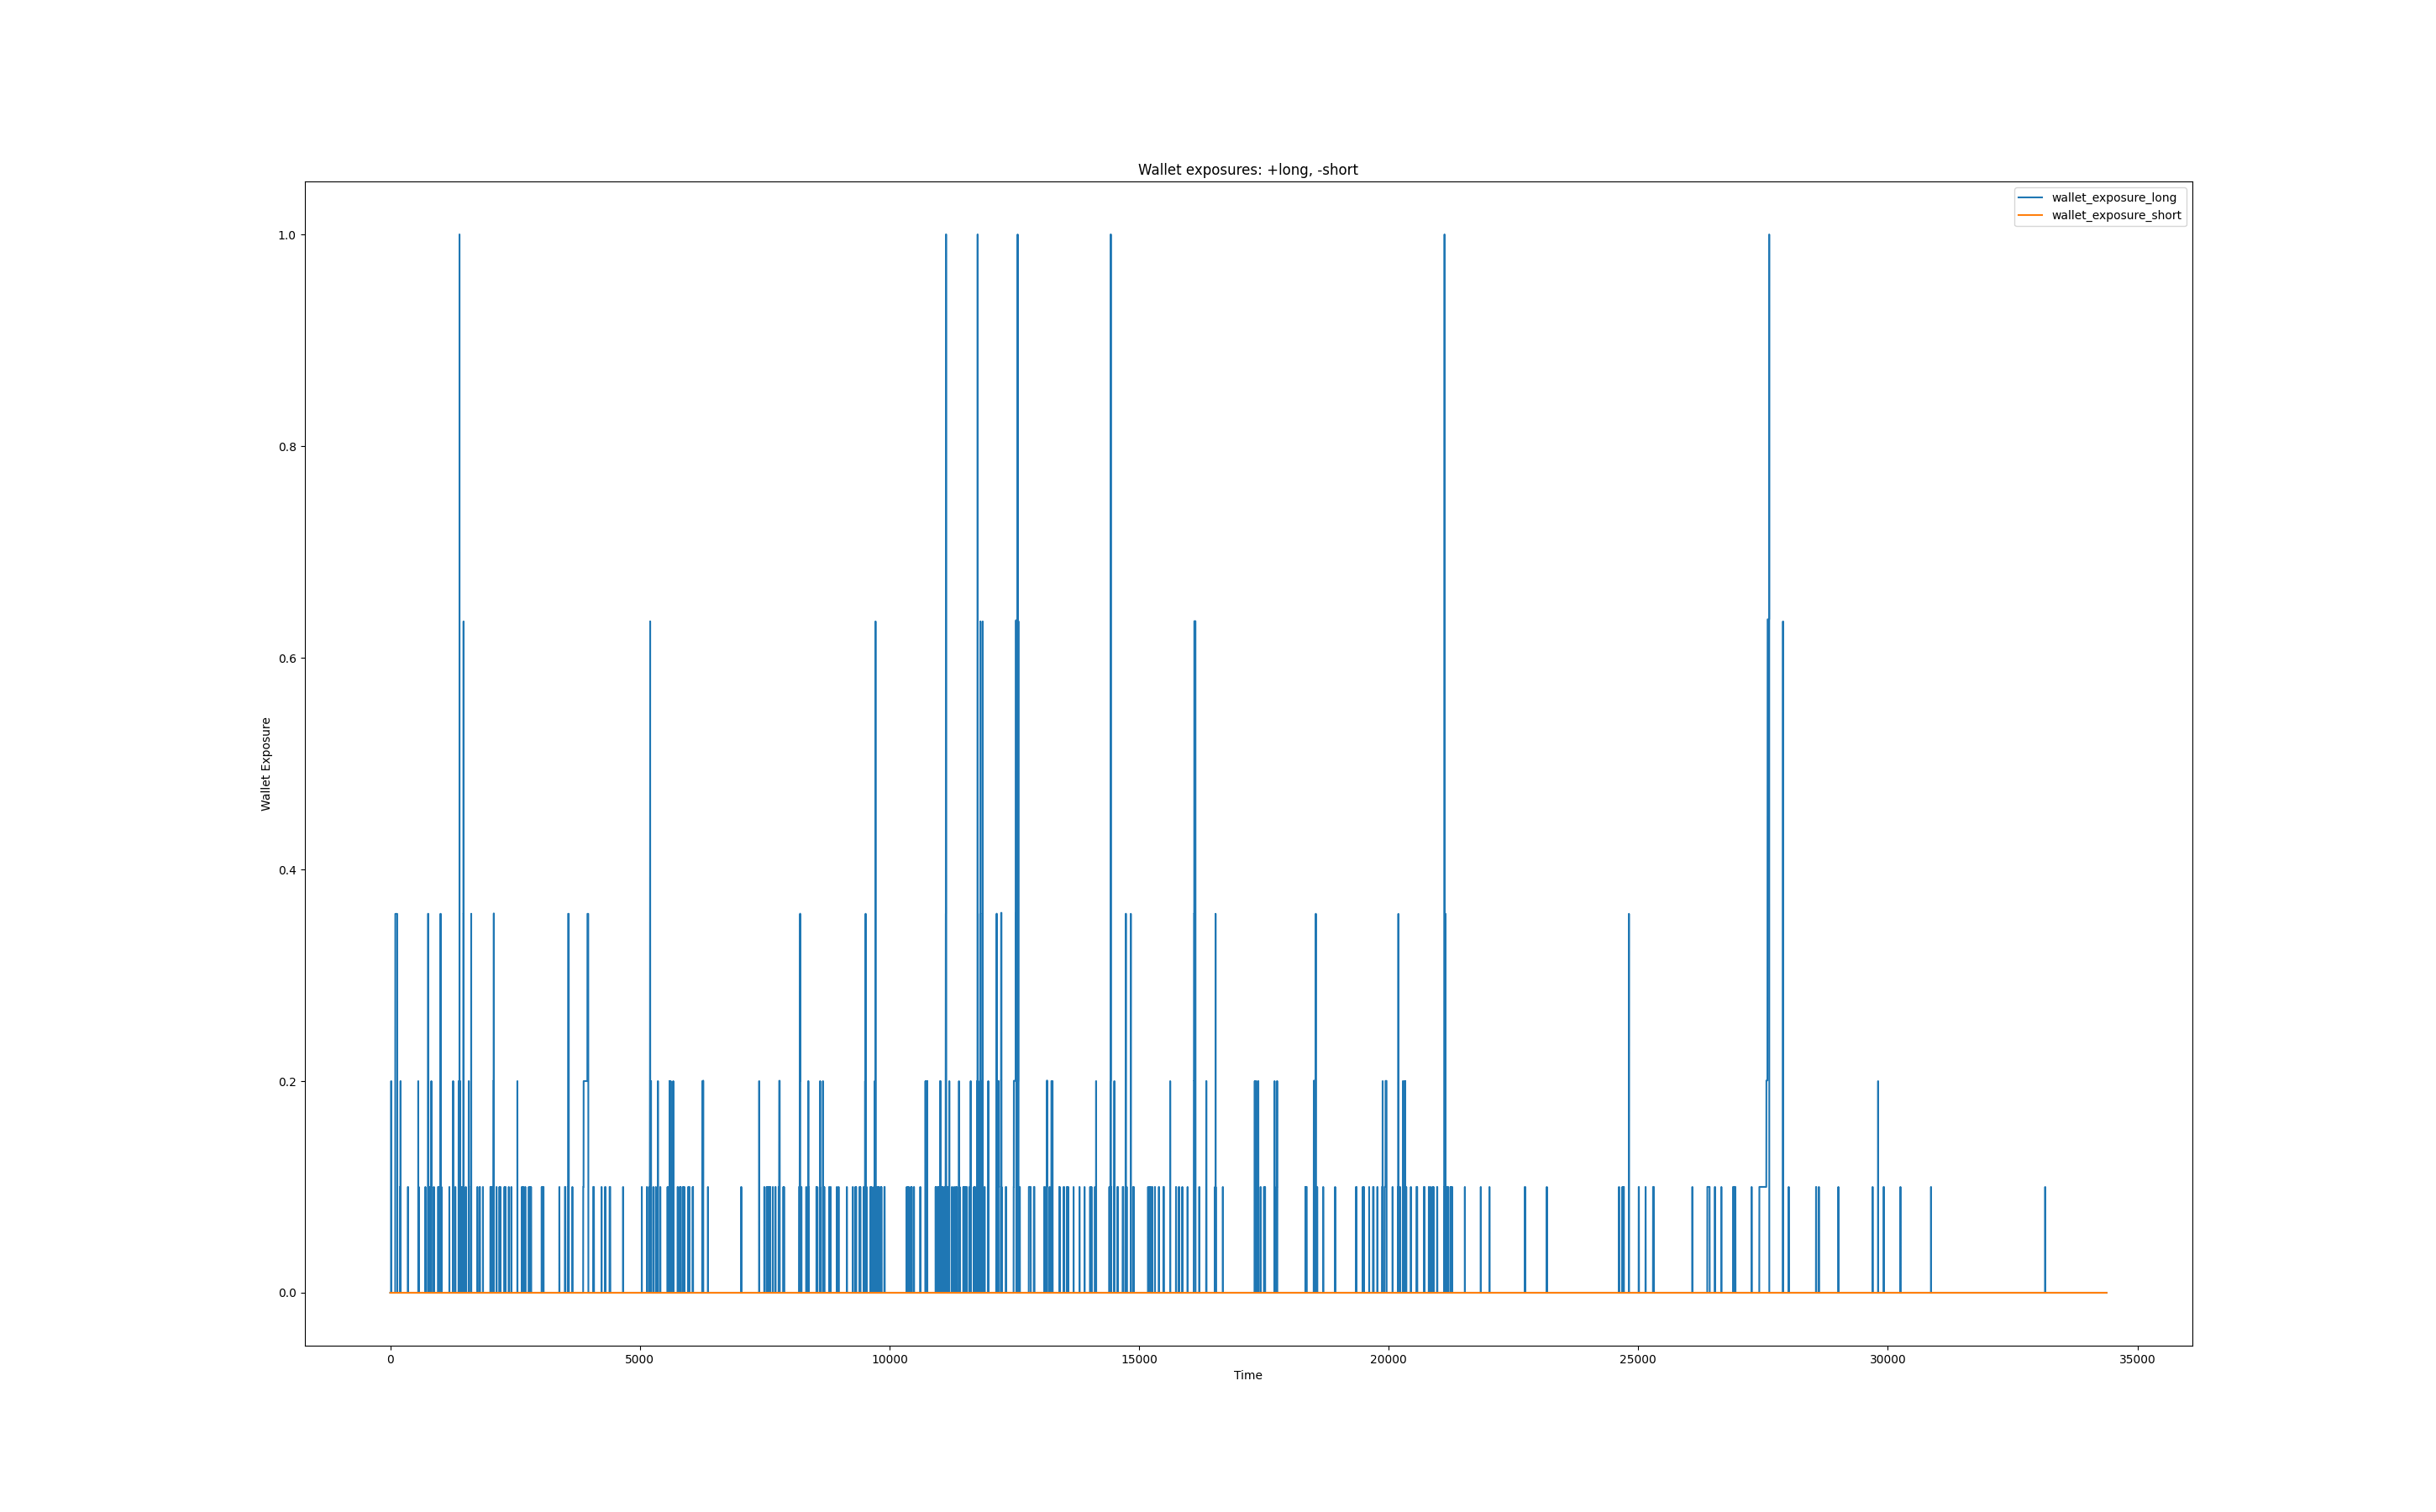 Wallet exposures: +long, -short
wallet_exposure_long
wallet_exposure_short
1.0
0.8
0.6
0.4
0.2
0.0
Wallet Exposure
0 5000 10000 15000 20000 25000 30000 35000
Time